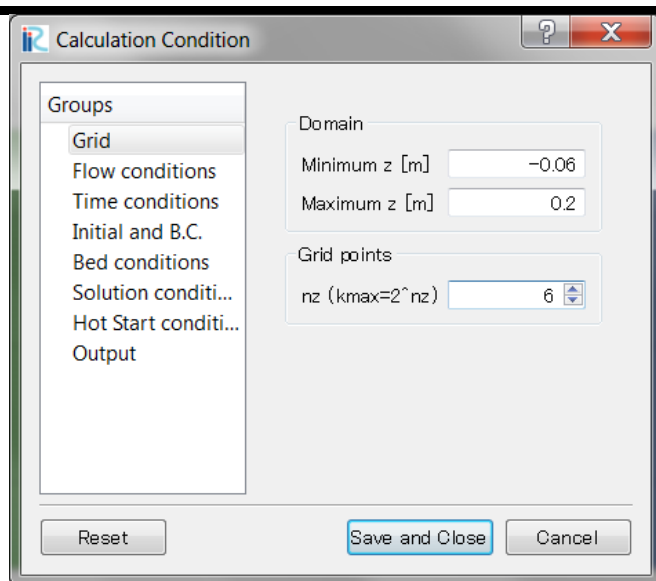 iRIC Calculation Condition
Groups
Grid
Flow conditions
Time conditions
Initial and B.C.
Bed conditions
Solution conditi...
Hot Start conditi...
Output
Domain
Minimum z [m] -0.06
Maximum z [m] 0.2
Grid points
nz (kmax=2^nz) 6
Reset
Save and Close
Cancel